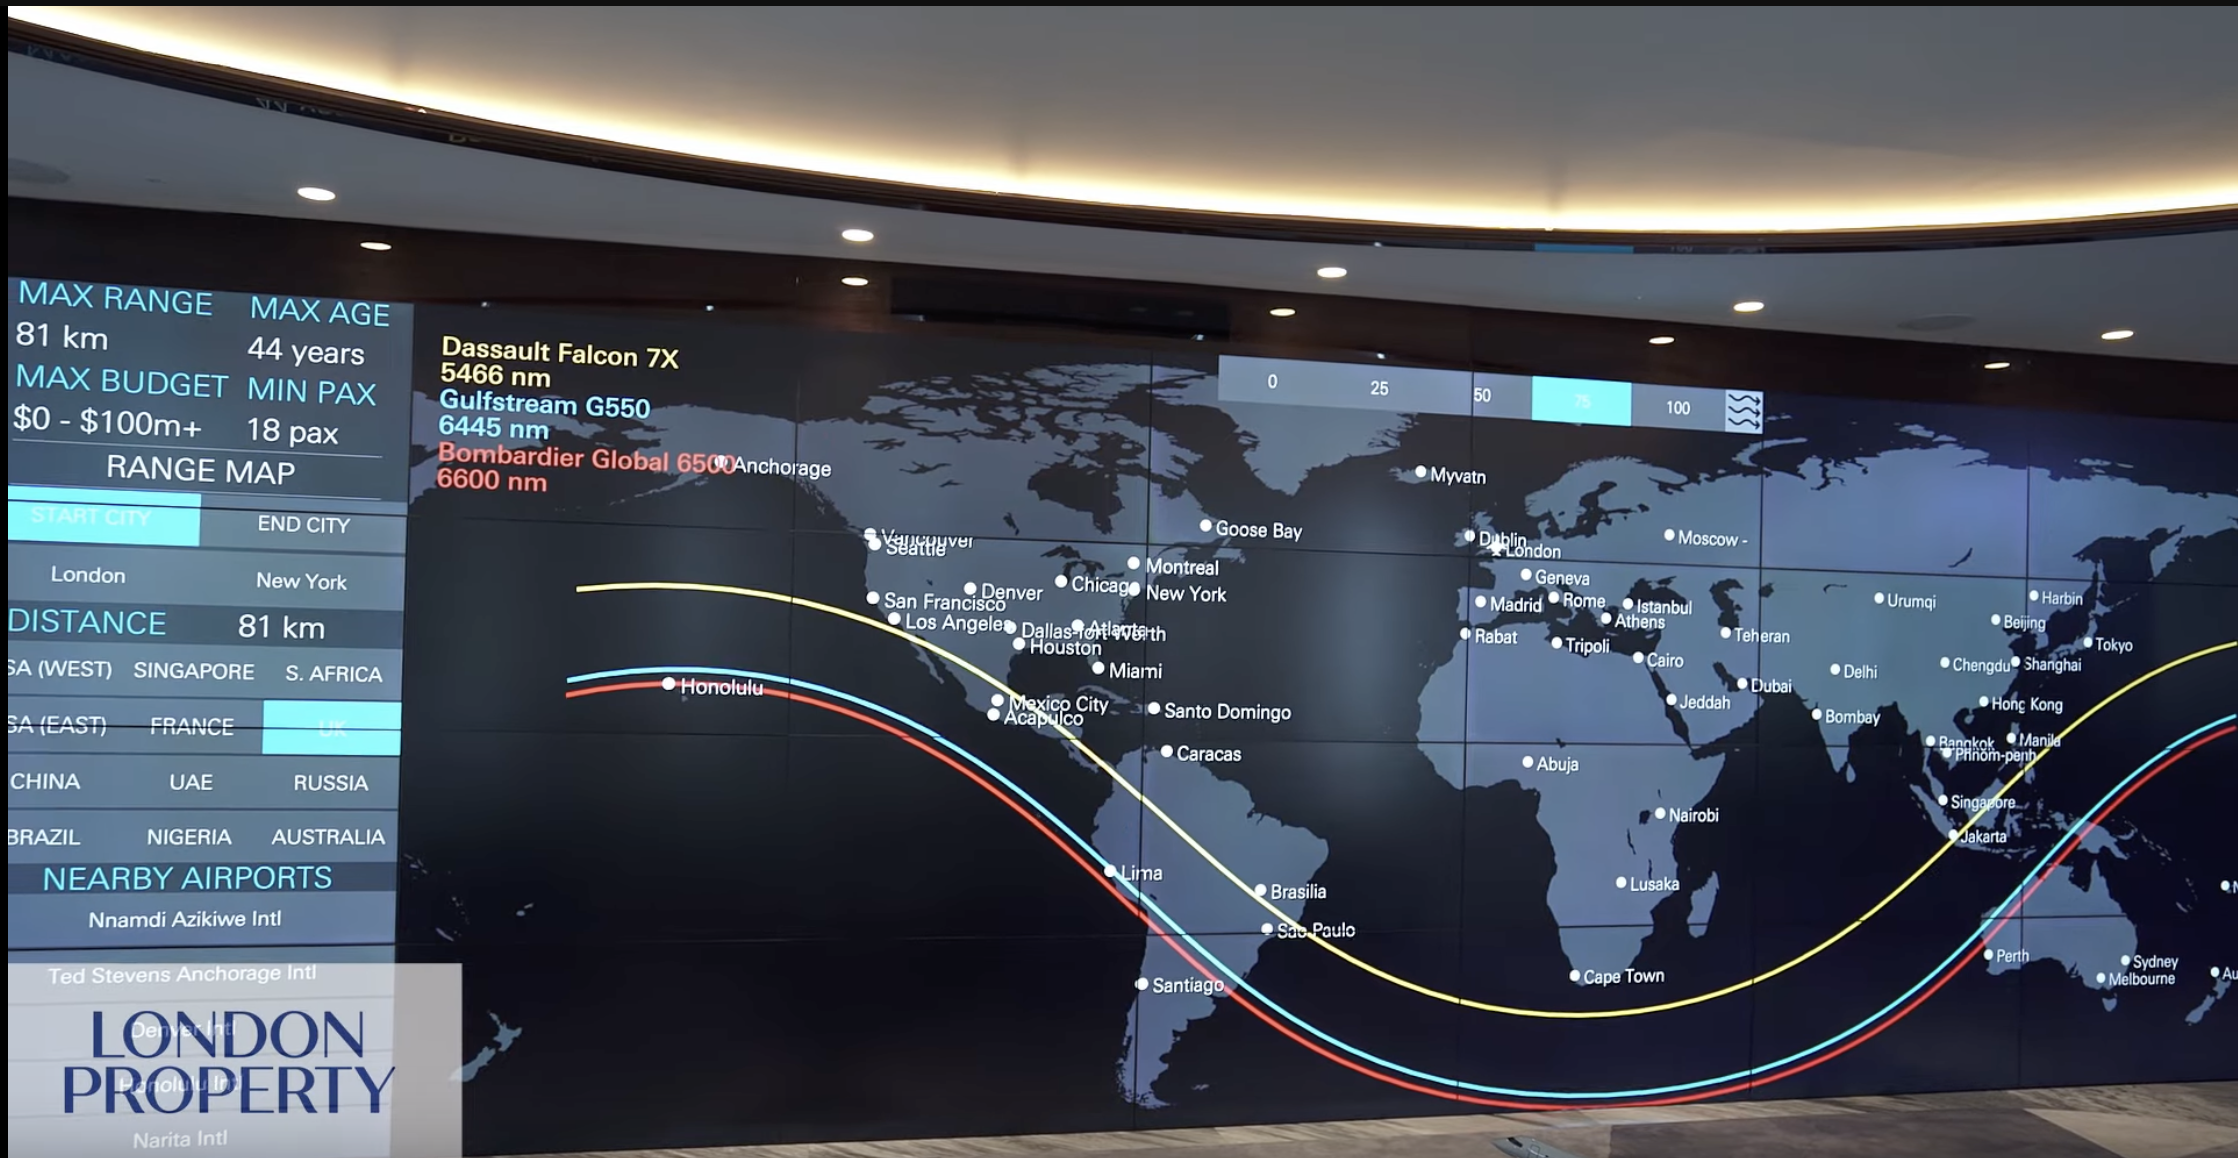 MAX RANGE MAX AGE
81 km 44 years
MAX BUDGET MIN PAX
$0 - $100m+ 18 pax
RANGE MAP
START CITY END CITY
London New York
DISTANCE 81 km
SA (WEST) SINGAPORE S. AFRICA
SA (EAST) FRANCE UK
CHINA UAE RUSSIA
BRAZIL NIGERIA AUSTRALIA
NEARBY AIRPORTS
Nnamdi Azikiwe Intl
Ted Stevens Anchorage Intl
Denver Intl
Honolulu Intl
Narita Intl
LONDON
PROPERTY
Dassault Falcon 7X
5466 nm
Gulfstream G550
6445 nm
Bombardier Global 6500
6600 nm
0 25 50 75 100
Anchorage
Myvatn
Vancouver
Seattle
Goose Bay
Dublin
London
Moscow -
Montreal
Geneva
Denver
Chicago
New York
San Francisco
Madrid
Rome
Istanbul
Urumqi
Harbin
Los Angeles
Dallas-fort Worth
Atlanta
Athens
Beijing
Houston
Rabat
Tripoli
Teheran
Tokyo
Miami
Cairo
Delhi
Chengdu
Shanghai
Honolulu
Mexico City
Acapulco
Santo Domingo
Jeddah
Dubai
Bombay
Hong Kong
Caracas
Abuja
Bangkok
Manila
Phnom-penh
Nairobi
Singapore
Jakarta
Lima
Brasilia
Lusaka
Sao Paulo
Santiago
Cape Town
Perth
Sydney
Melbourne